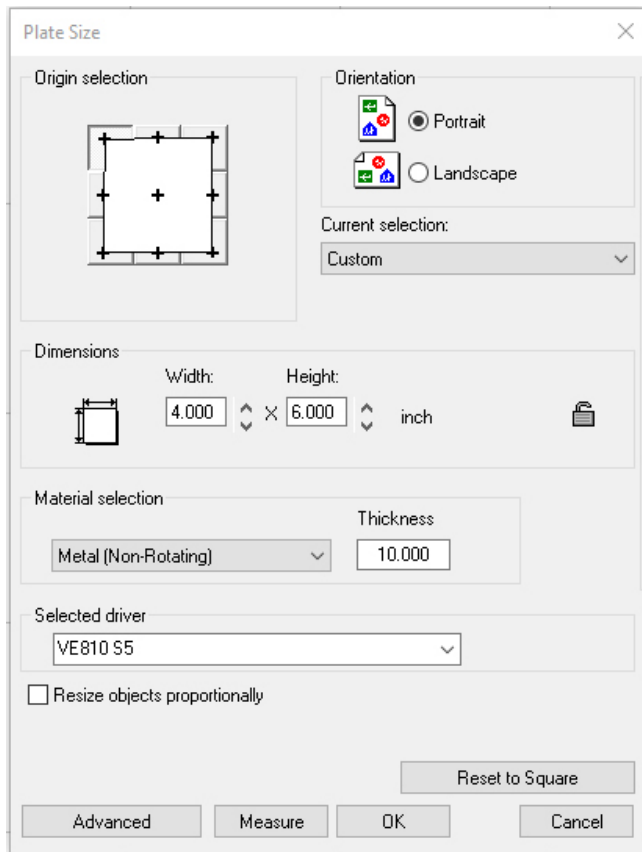 Plate Size
Origin selection
Orientation
Portrait
Landscape
Current selection:
Custom
Dimensions
Width:
Height:
4.000
X
6.000
inch
Material selection
Thickness
Metal (Non-Rotating)
10.000
Selected driver
VE810 S5
Resize objects proportionally
Reset to Square
Advanced
Measure
OK
Cancel